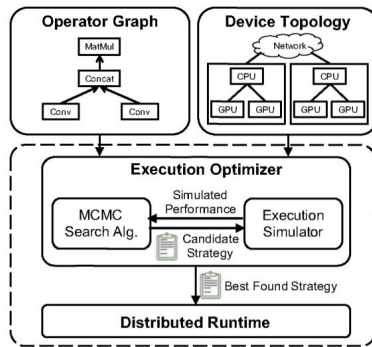 Operator Graph
MatMul
Concat
Conv
Conv
Device Topology
Network
CPU
CPU
GPU
GPU
GPU
GPU
Execution Optimizer
MCMC
Search Alg.
Simulated
Performance
Candidate
Strategy
Execution
Simulator
Best Found Strategy
Distributed Runtime